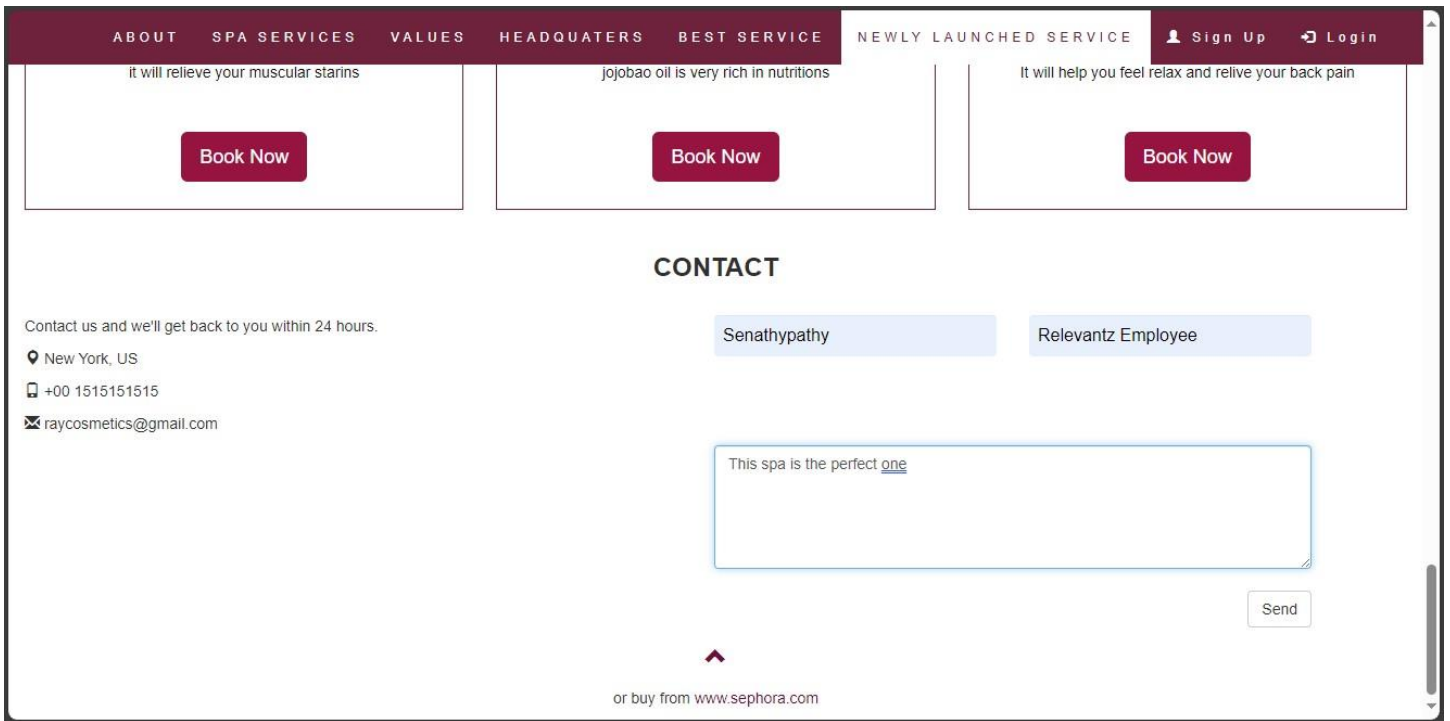 ABOUT SPA SERVICES VALUES HEADQUATERS BEST SERVICE NEWLY LAUNCHED SERVICE Sign Up Login
it will relieve your muscular starins
jojobao oil is very rich in nutritions
It will help you feel relax and relive your back pain
Book Now
Book Now
Book Now
CONTACT
Contact us and we'll get back to you within 24 hours.
New York, US
+00 1515151515
raycosmetics@gmail.com
Senathypathy
Relevantz Employee
This spa is the perfect one
Send
or buy from www.sephora.com